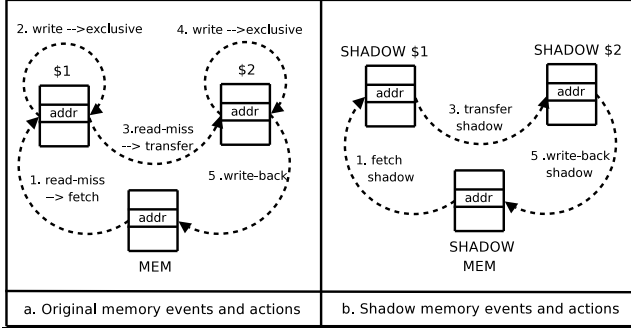 2. write -->exclusive
4. write -->exclusive
$1
$2
addr
addr
3.read-miss
--> transfer
1. read-miss
-> fetch
5 .write-back
addr
MEM
a. Original memory events and actions
SHADOW $1
SHADOW $2
addr
addr
3. transfer
shadow
1. fetch
shadow
5 .write-back
shadow
addr
SHADOW
MEM
b. Shadow memory events and actions